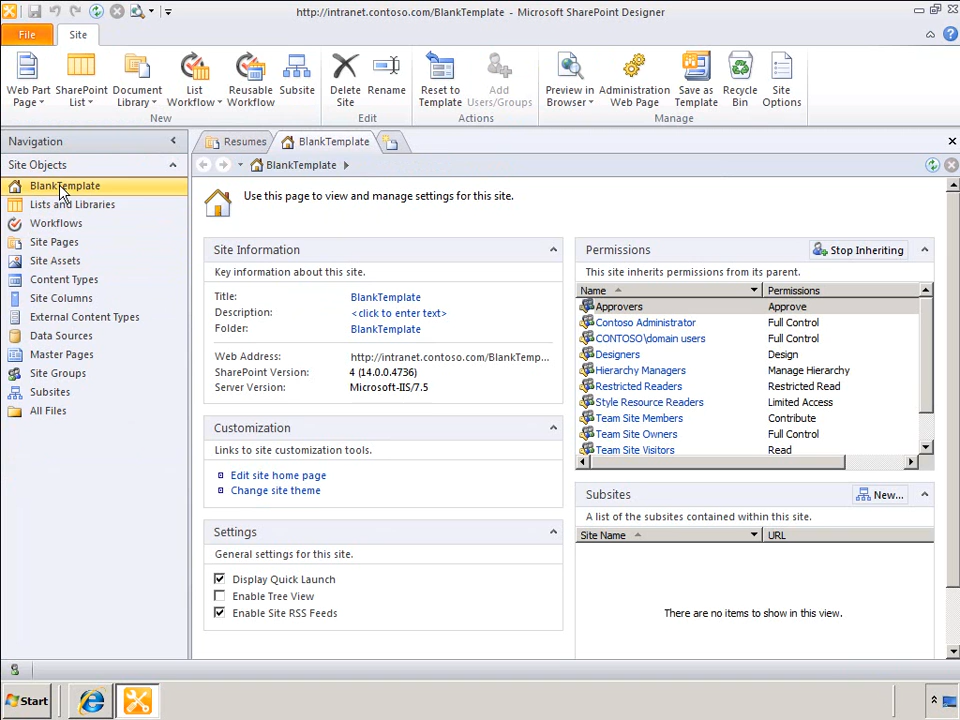 http://intranet.contoso.com/BlankTemplate - Microsoft SharePoint Designer
File
Site
Web Part Page
SharePoint List
Document Library
List Workflow
Reusable Workflow
Subsite
Delete Site
Rename
Reset to Template
Add Users/Groups
Preview in Browser
Administration Web Page
Save as Template
Recycle Bin
Site Options
New
Edit
Actions
Manage
Navigation
Resumes
BlankTemplate
Site Objects
BlankTemplate
BlankTemplate
Lists and Libraries
Workflows
Site Pages
Site Assets
Content Types
Site Columns
External Content Types
Data Sources
Master Pages
Site Groups
Subsites
All Files
Use this page to view and manage settings for this site.
Site Information
Key information about this site.
Title: BlankTemplate
Description: <click to enter text>
Folder: BlankTemplate
Web Address: http://intranet.contoso.com/BlankTemp...
SharePoint Version: 4 (14.0.0.4736)
Server Version: Microsoft-IIS/7.5
Customization
Links to site customization tools.
Edit site home page
Change site theme
Settings
General settings for this site.
Display Quick Launch
Enable Tree View
Enable Site RSS Feeds
Permissions
Stop Inheriting
This site inherits permissions from its parent.
Name Permissions
Approvers Approve
Contoso Administrator Full Control
CONTOSO\domain users Full Control
Designers Design
Hierarchy Managers Manage Hierarchy
Restricted Readers Restricted Read
Style Resource Readers Limited Access
Team Site Members Contribute
Team Site Owners Full Control
Team Site Visitors Read
Subsites
New...
A list of the subsites contained within this site.
Site Name URL
There are no items to show in this view.
Start